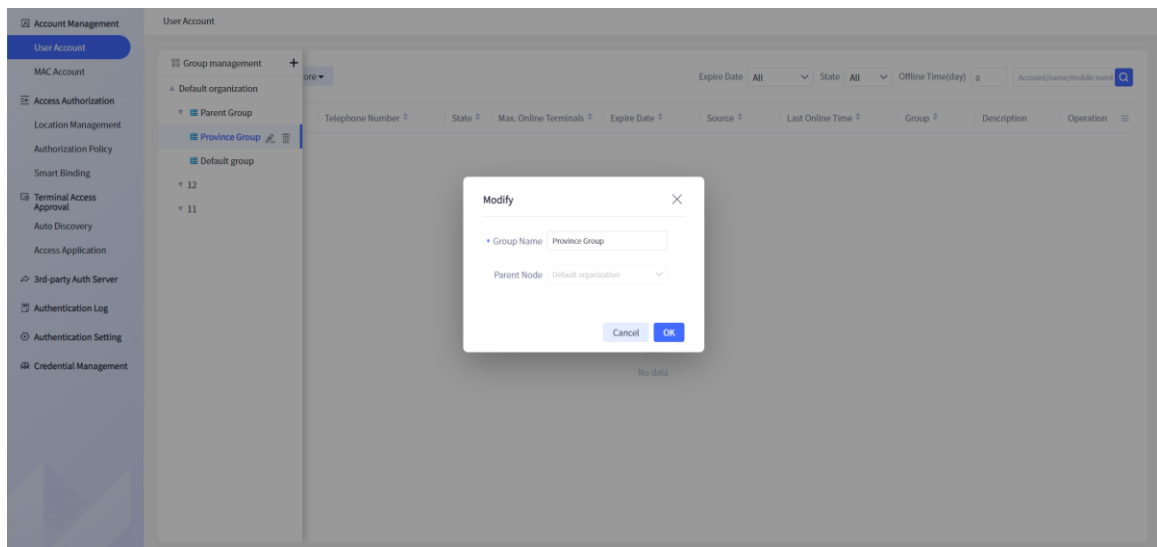 Account Management
User Account
MAC Account
Access Authorization
Location Management
Authorization Policy
Smart Binding
Terminal Access
Approval
Auto Discovery
Access Application
3rd-party Auth Server
Authentication Log
Authentication Setting
Credential Management
User Account
Group management
Default organization
Parent Group
Province Group
Default group
12
11
ore
Expire Date All State All Offline Time(day) 0 Account/name/mobile numl
Telephone Number State Max. Online Terminals Expire Date Source Last Online Time Group Description Operation
Modify
* Group Name Province Group
Parent Node Default organization
Cancel OK
No data